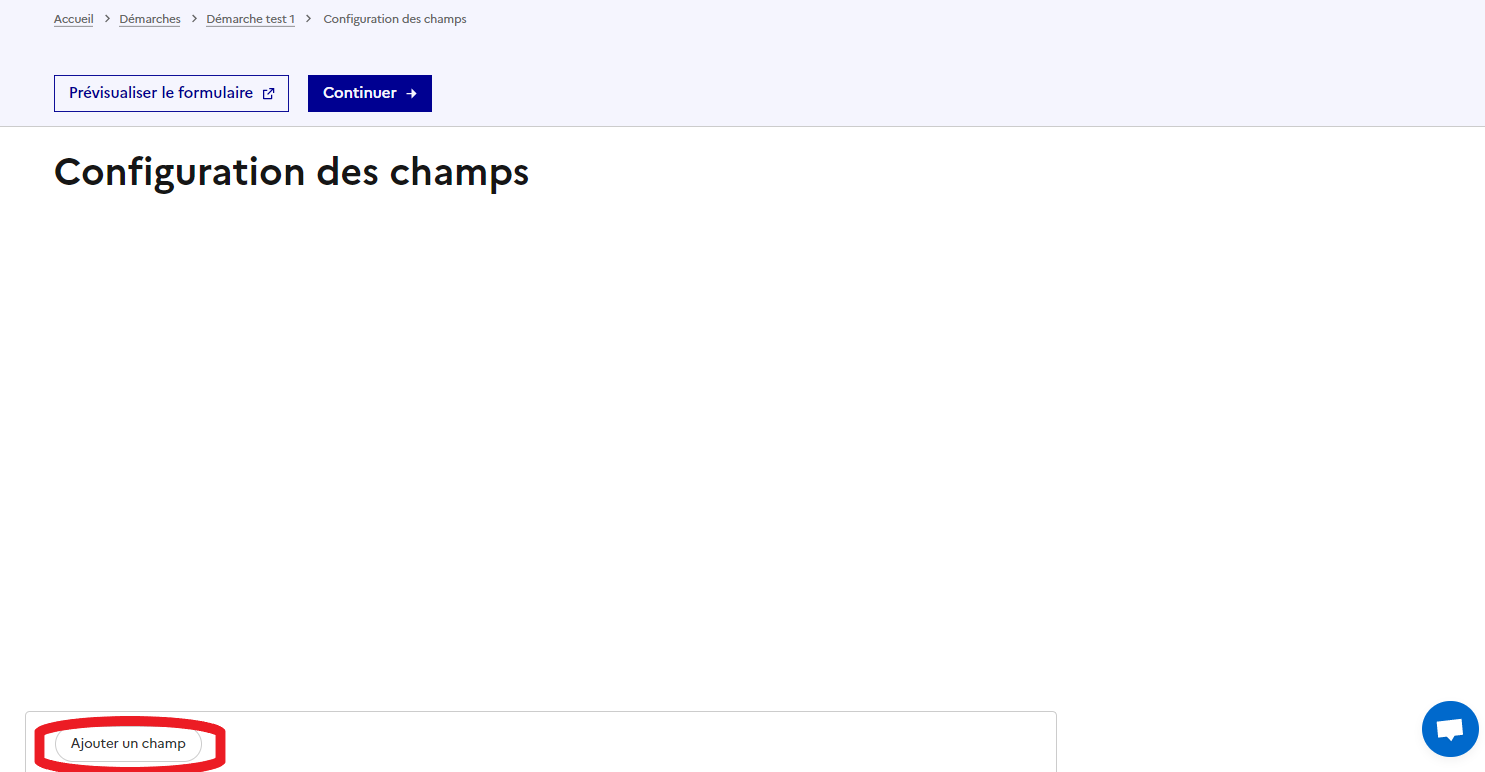 Accueil > Démarches > Démarche test 1 > Configuration des champs
Prévisualiser le formulaire Continuer →
Configuration des champs
Ajouter un champ